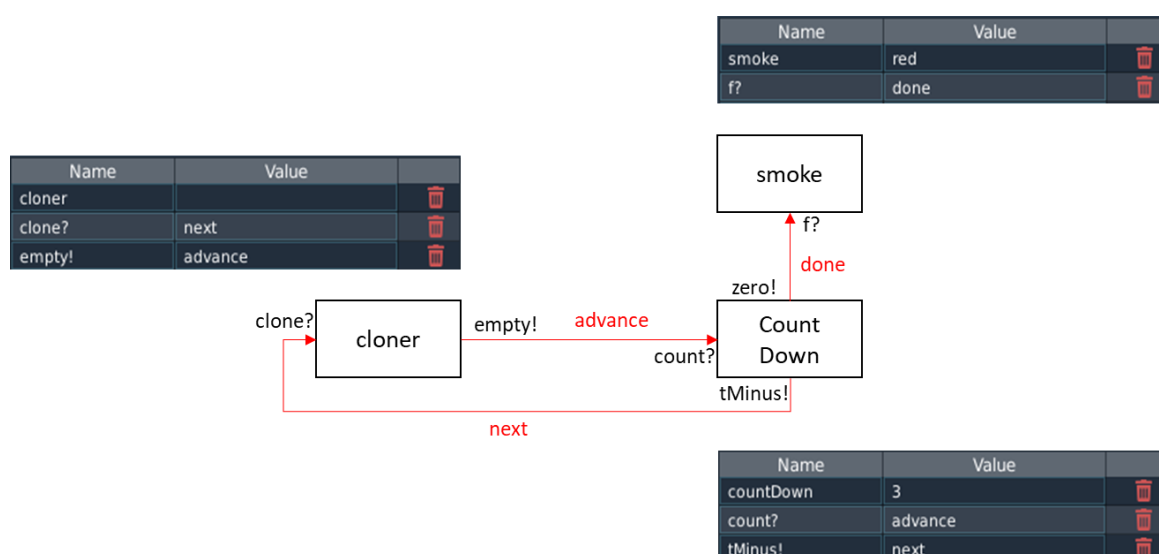 Name Value
smoke red
f? done
smoke
Name Value
cloner
clone? next
empty! advance
f?
done
zero!
clone?
cloner
empty!
advance
count?
Count
Down
tMinus!
next
Name Value
countDown 3
count? advance
tMinus! next